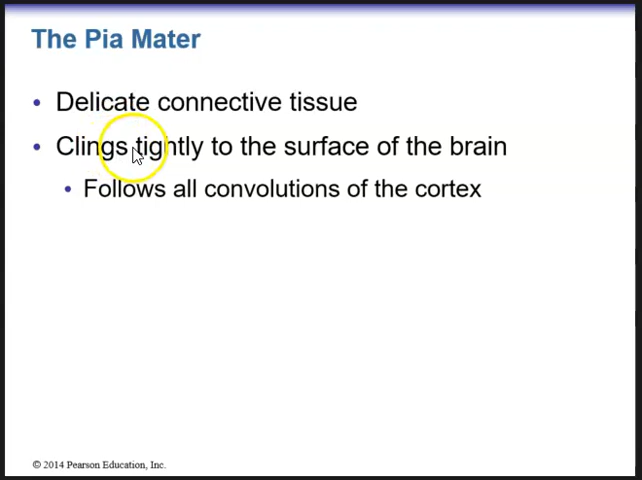 The Pia Mater
• Delicate connective tissue
• Clings tightly to the surface of the brain
• Follows all convolutions of the cortex
© 2014 Pearson Education, Inc.